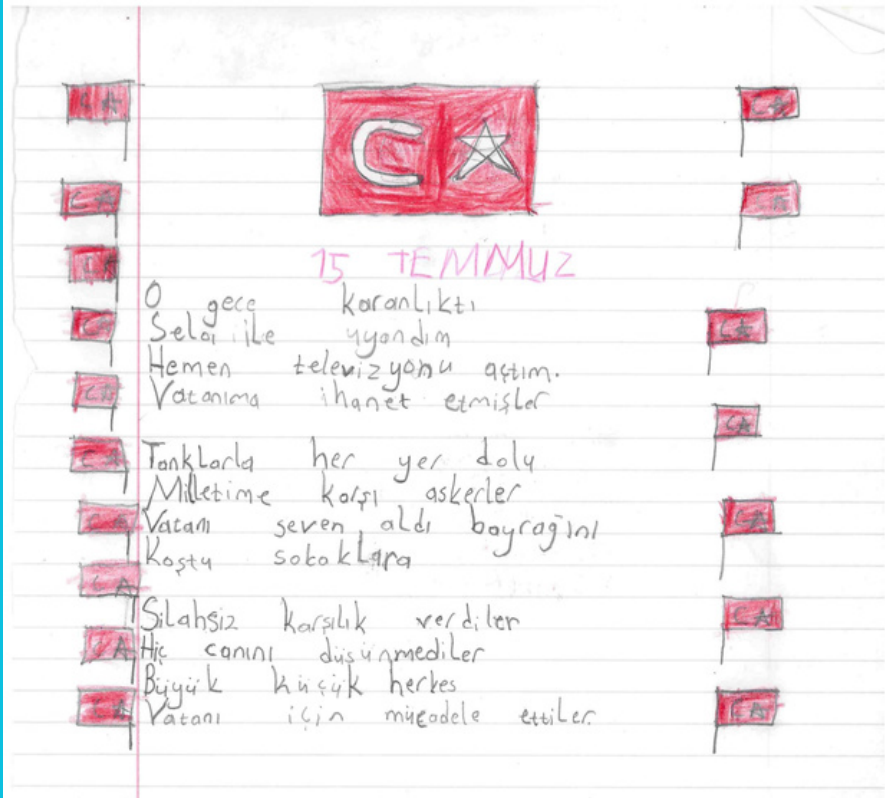 15 TEMMUZ
O gece karanlıktı
Sela ile uyandım
Hemen televizyonu açtım.
Vatanıma ihanet etmişler
Tanklarla her yer dolu
Milletime karşı askerler
Vatanı seven aldı bayrağını
Koştu sokaklara
Silahsız karşılık verdiler
Hiç canını düşünmediler
Büyük küçük herkes
Vatanı için mücadele ettiler.